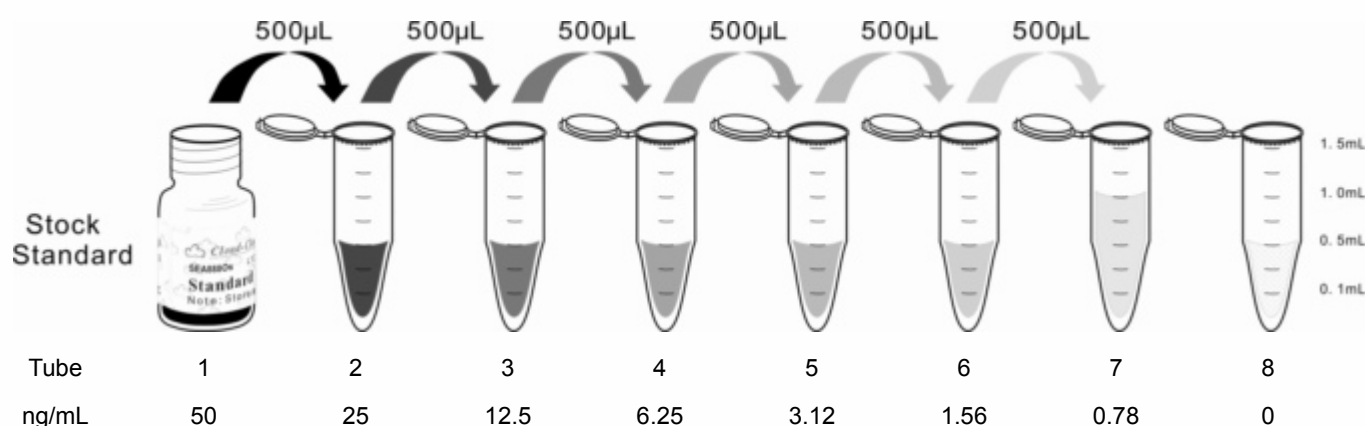 500µL 500µL 500µL 500µL 500µL 500µL
1. 5mL
1. 0mL
Stock
Standard
0. 5mL
0. 1mL
Standard
Tube 1 2 3 4 5 6 7 8
ng/mL 50 25 12.5 6.25 3.12 1.56 0.78 0